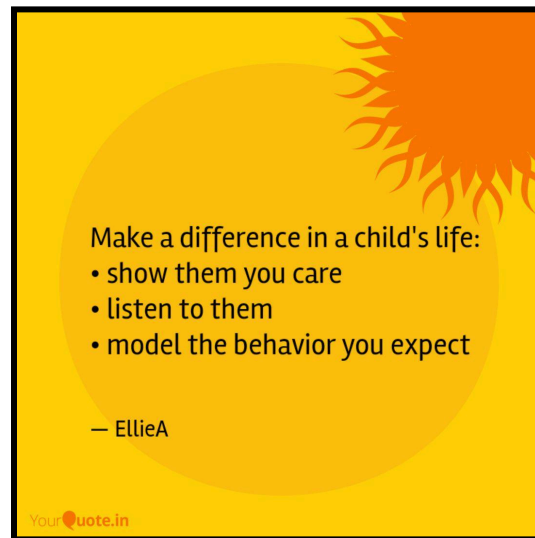 Make a difference in a child's life:
• show them you care
• listen to them
• model the behavior you expect
— EllieA
YourQuote.in